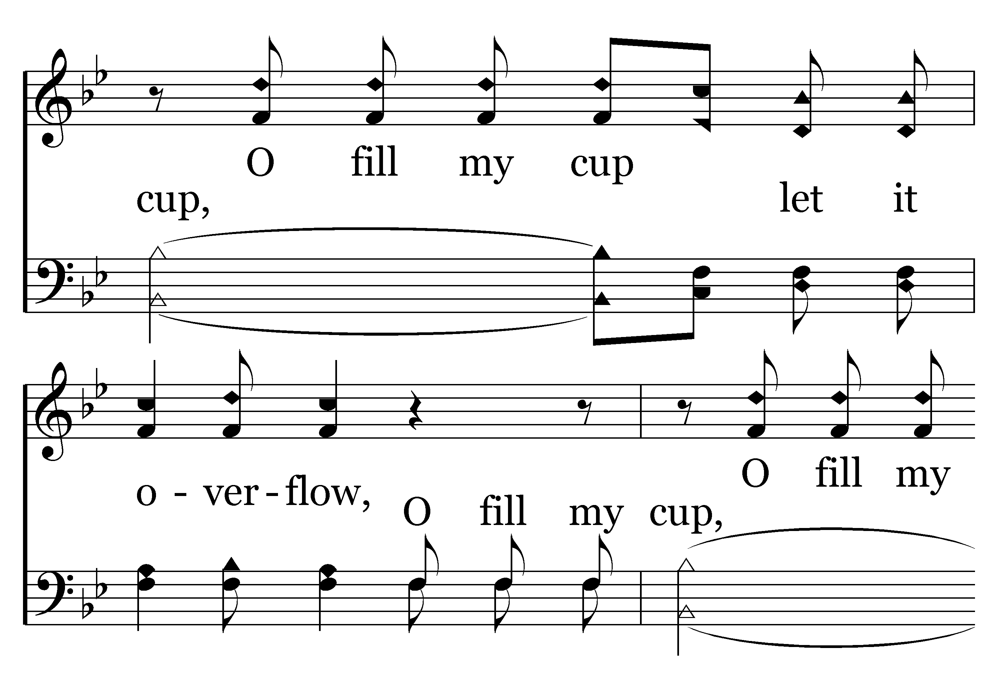 O fill my cup
cup, let it
O fill my
o - ver - flow,
O fill my cup,